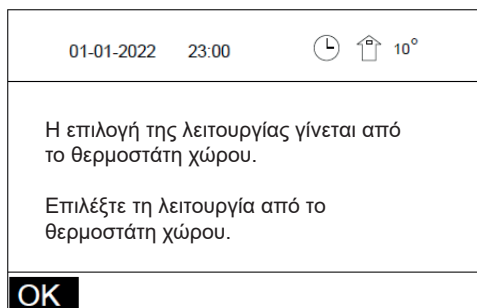 01-01-2022 23:00 10°
Η επιλογή της λειτουργίας γίνεται από
το θερμοστάτη χώρου.
Επιλέξτε τη λειτουργία από το
θερμοστάτη χώρου.
OK